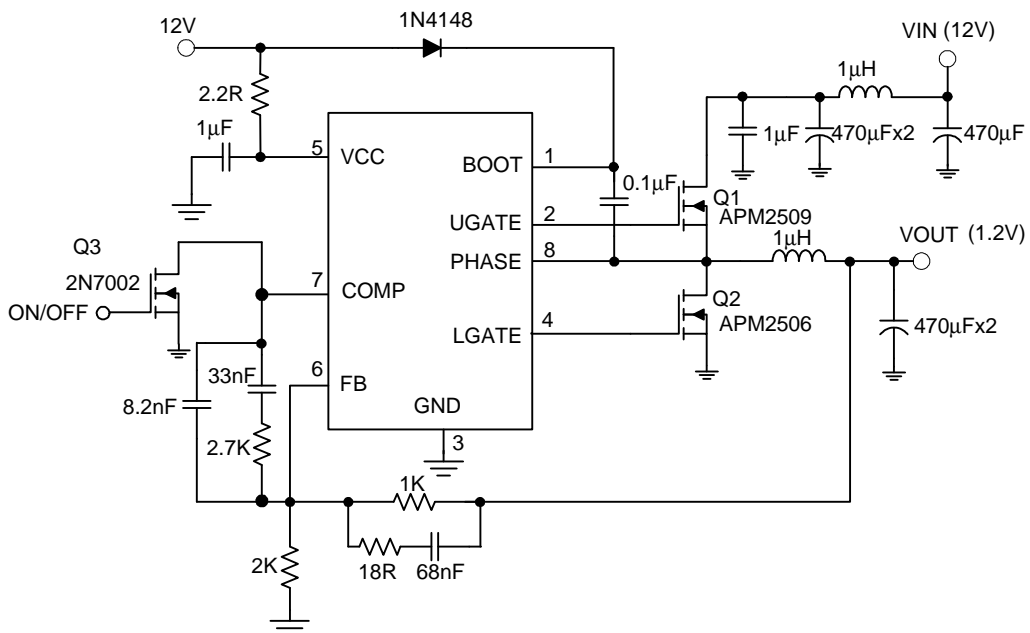 1N4148
12V
VIN (12V)
1μH
2.2R
1μF
1μF
470μFx2
470μF
5
VCC
BOOT
1
0.1μF
Q1
APM2509
UGATE
2
1μH
VOUT (1.2V)
Q3
2N7002
PHASE
8
ON/OFF
7
COMP
Q2
APM2506
LGATE
4
470μFx2
6
FB
33nF
8.2nF
GND
2.7K
3
1K
2K
18R
68nF